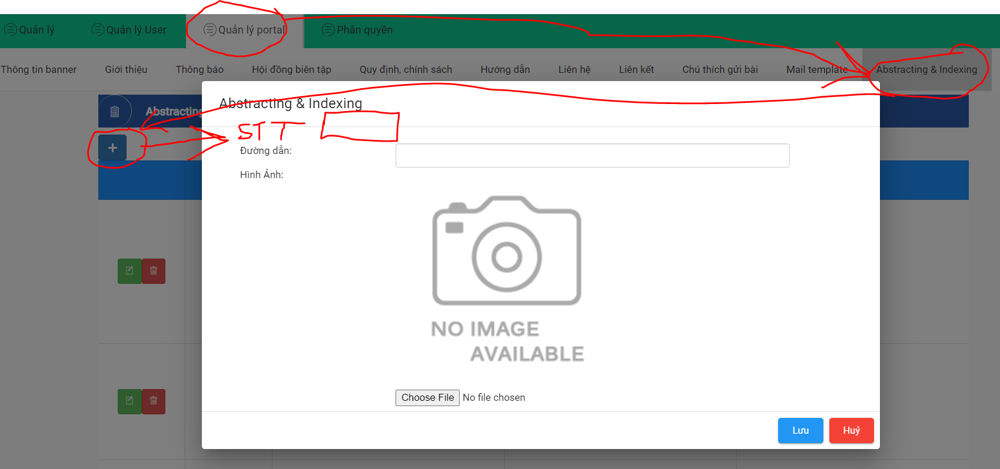 Quản lý Quản lý User Quản lý portal Phân quyền
Thông tin banner Giới thiệu Thông báo Hội đồng biên tập Quy định, chính sách Hướng dẫn Liên hệ Liên kết Chú thích gửi bài Mail template Abstracting & Indexing
Abstracting
Abstracting & Indexing
STT
Đường dẫn:
Hình Ảnh:
NO IMAGE
AVAILABLE
Choose File No file chosen
Lưu Huỷ